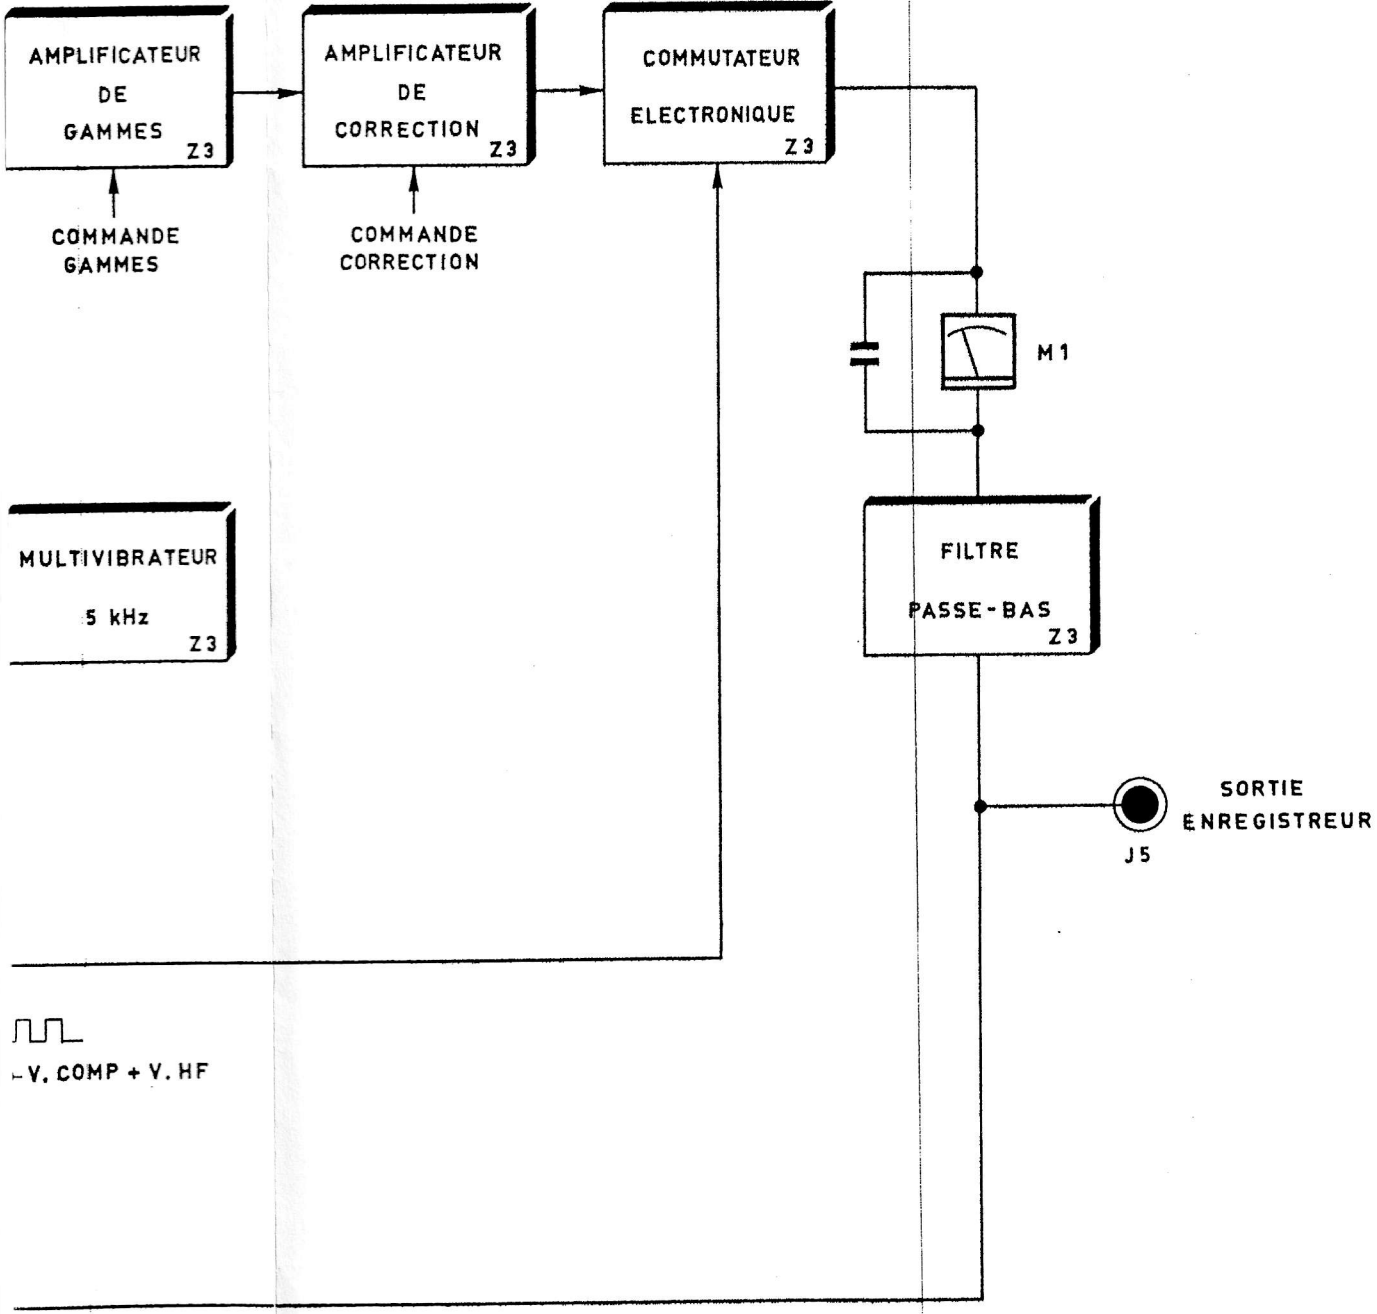 AMPLIFICATEUR
DE
GAMMES
Z3
AMPLIFICATEUR
DE
CORRECTION
Z3
COMMUTATEUR
ELECTRONIQUE
Z3
COMMANDE
GAMMES
COMMANDE
CORRECTION
M1
MULTIVIBRATEUR
5 kHz
Z3
FILTRE
PASSE-BAS
Z3
SORTIE
ENREGISTREUR
J5
V. COMP + V. HF